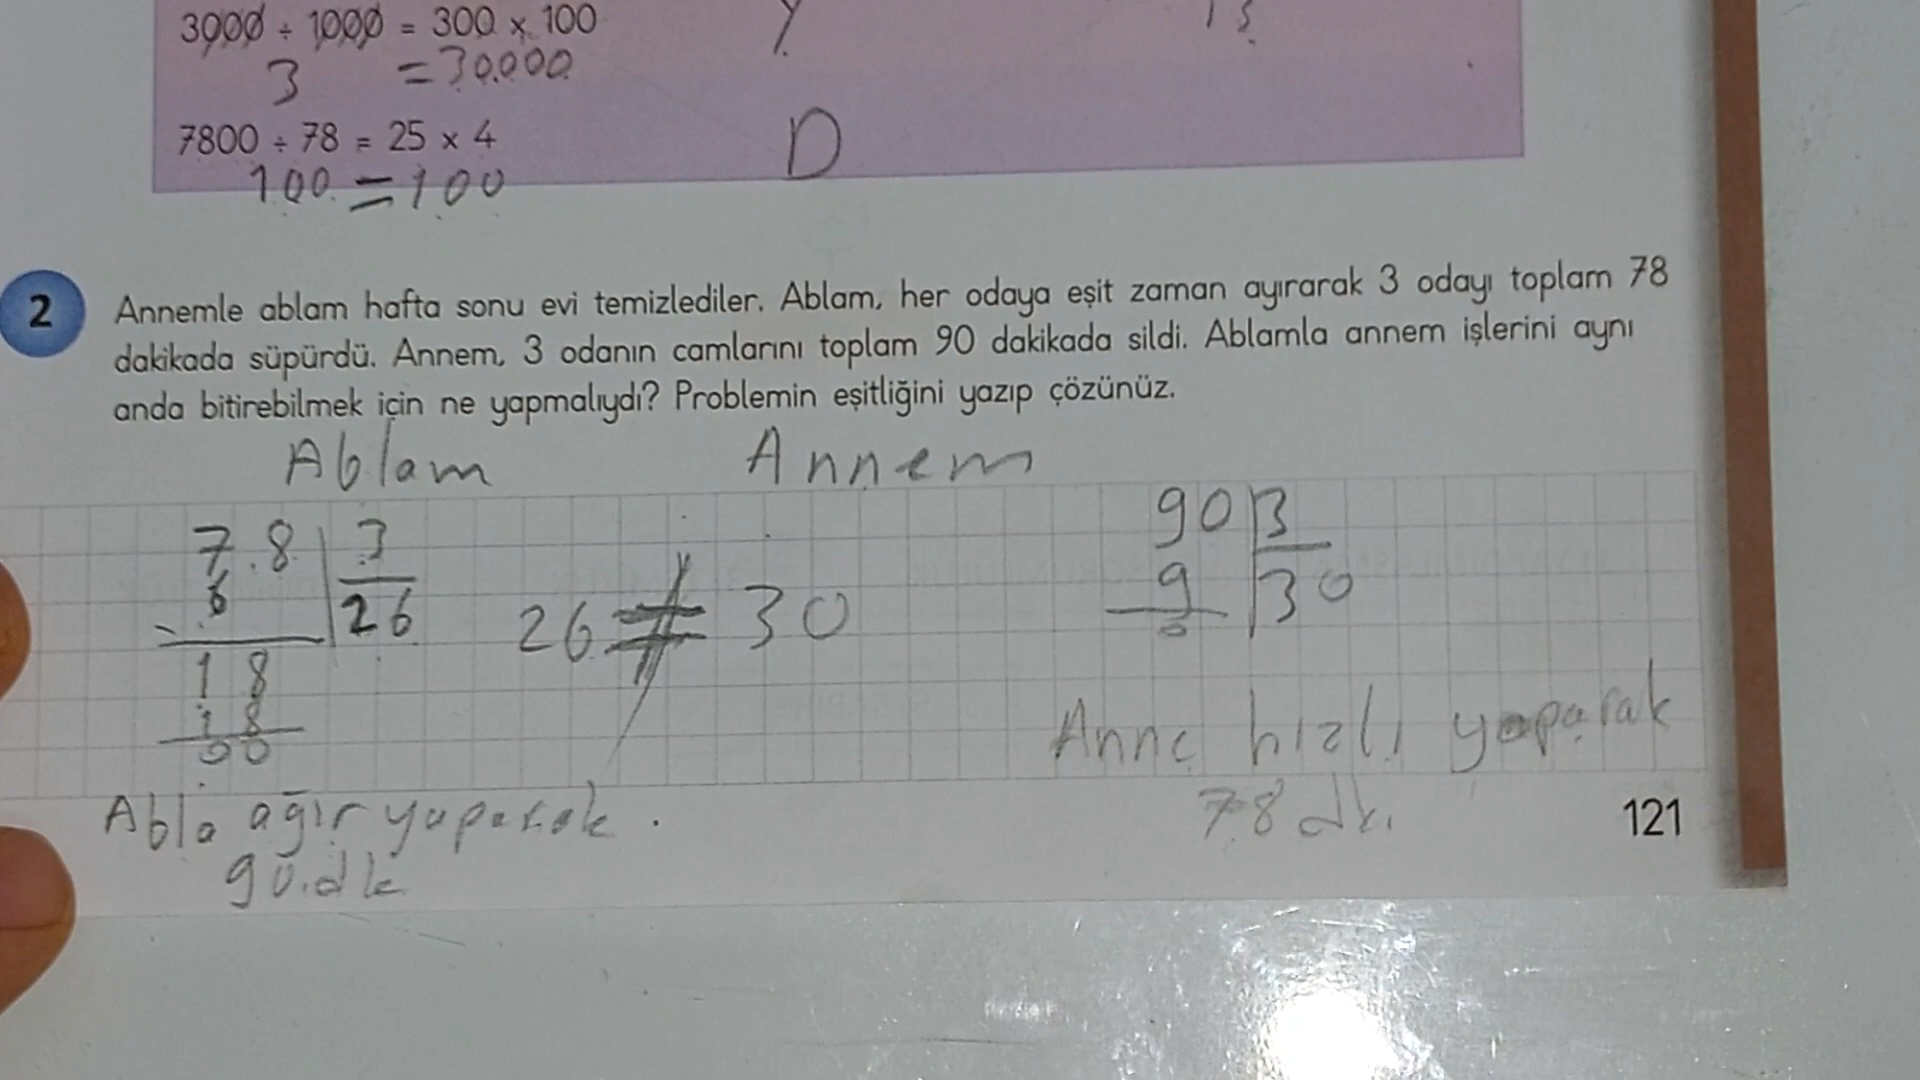 3000 ÷ 1000 = 300 x 100
3 = 30.000
Y
7800 ÷ 78 = 25 x 4
100 = 100
D
2
Annemle ablam hafta sonu evi temizlediler. Ablam, her odaya eşit zaman ayırarak 3 odayı toplam 78
dakikada süpürdü. Annem, 3 odanın camlarını toplam 90 dakikada sildi. Ablamla annem işlerini aynı
anda bitirebilmek için ne yapmalıydı? Problemin eşitliğini yazıp çözünüz.
Ablam Annem
78 3
6 26
18
18
00
26 ≠ 30
90 3
9 30
0
Anne hızlı yaparak
78 dk.
Abla ağır yaparak.
90.dk
121